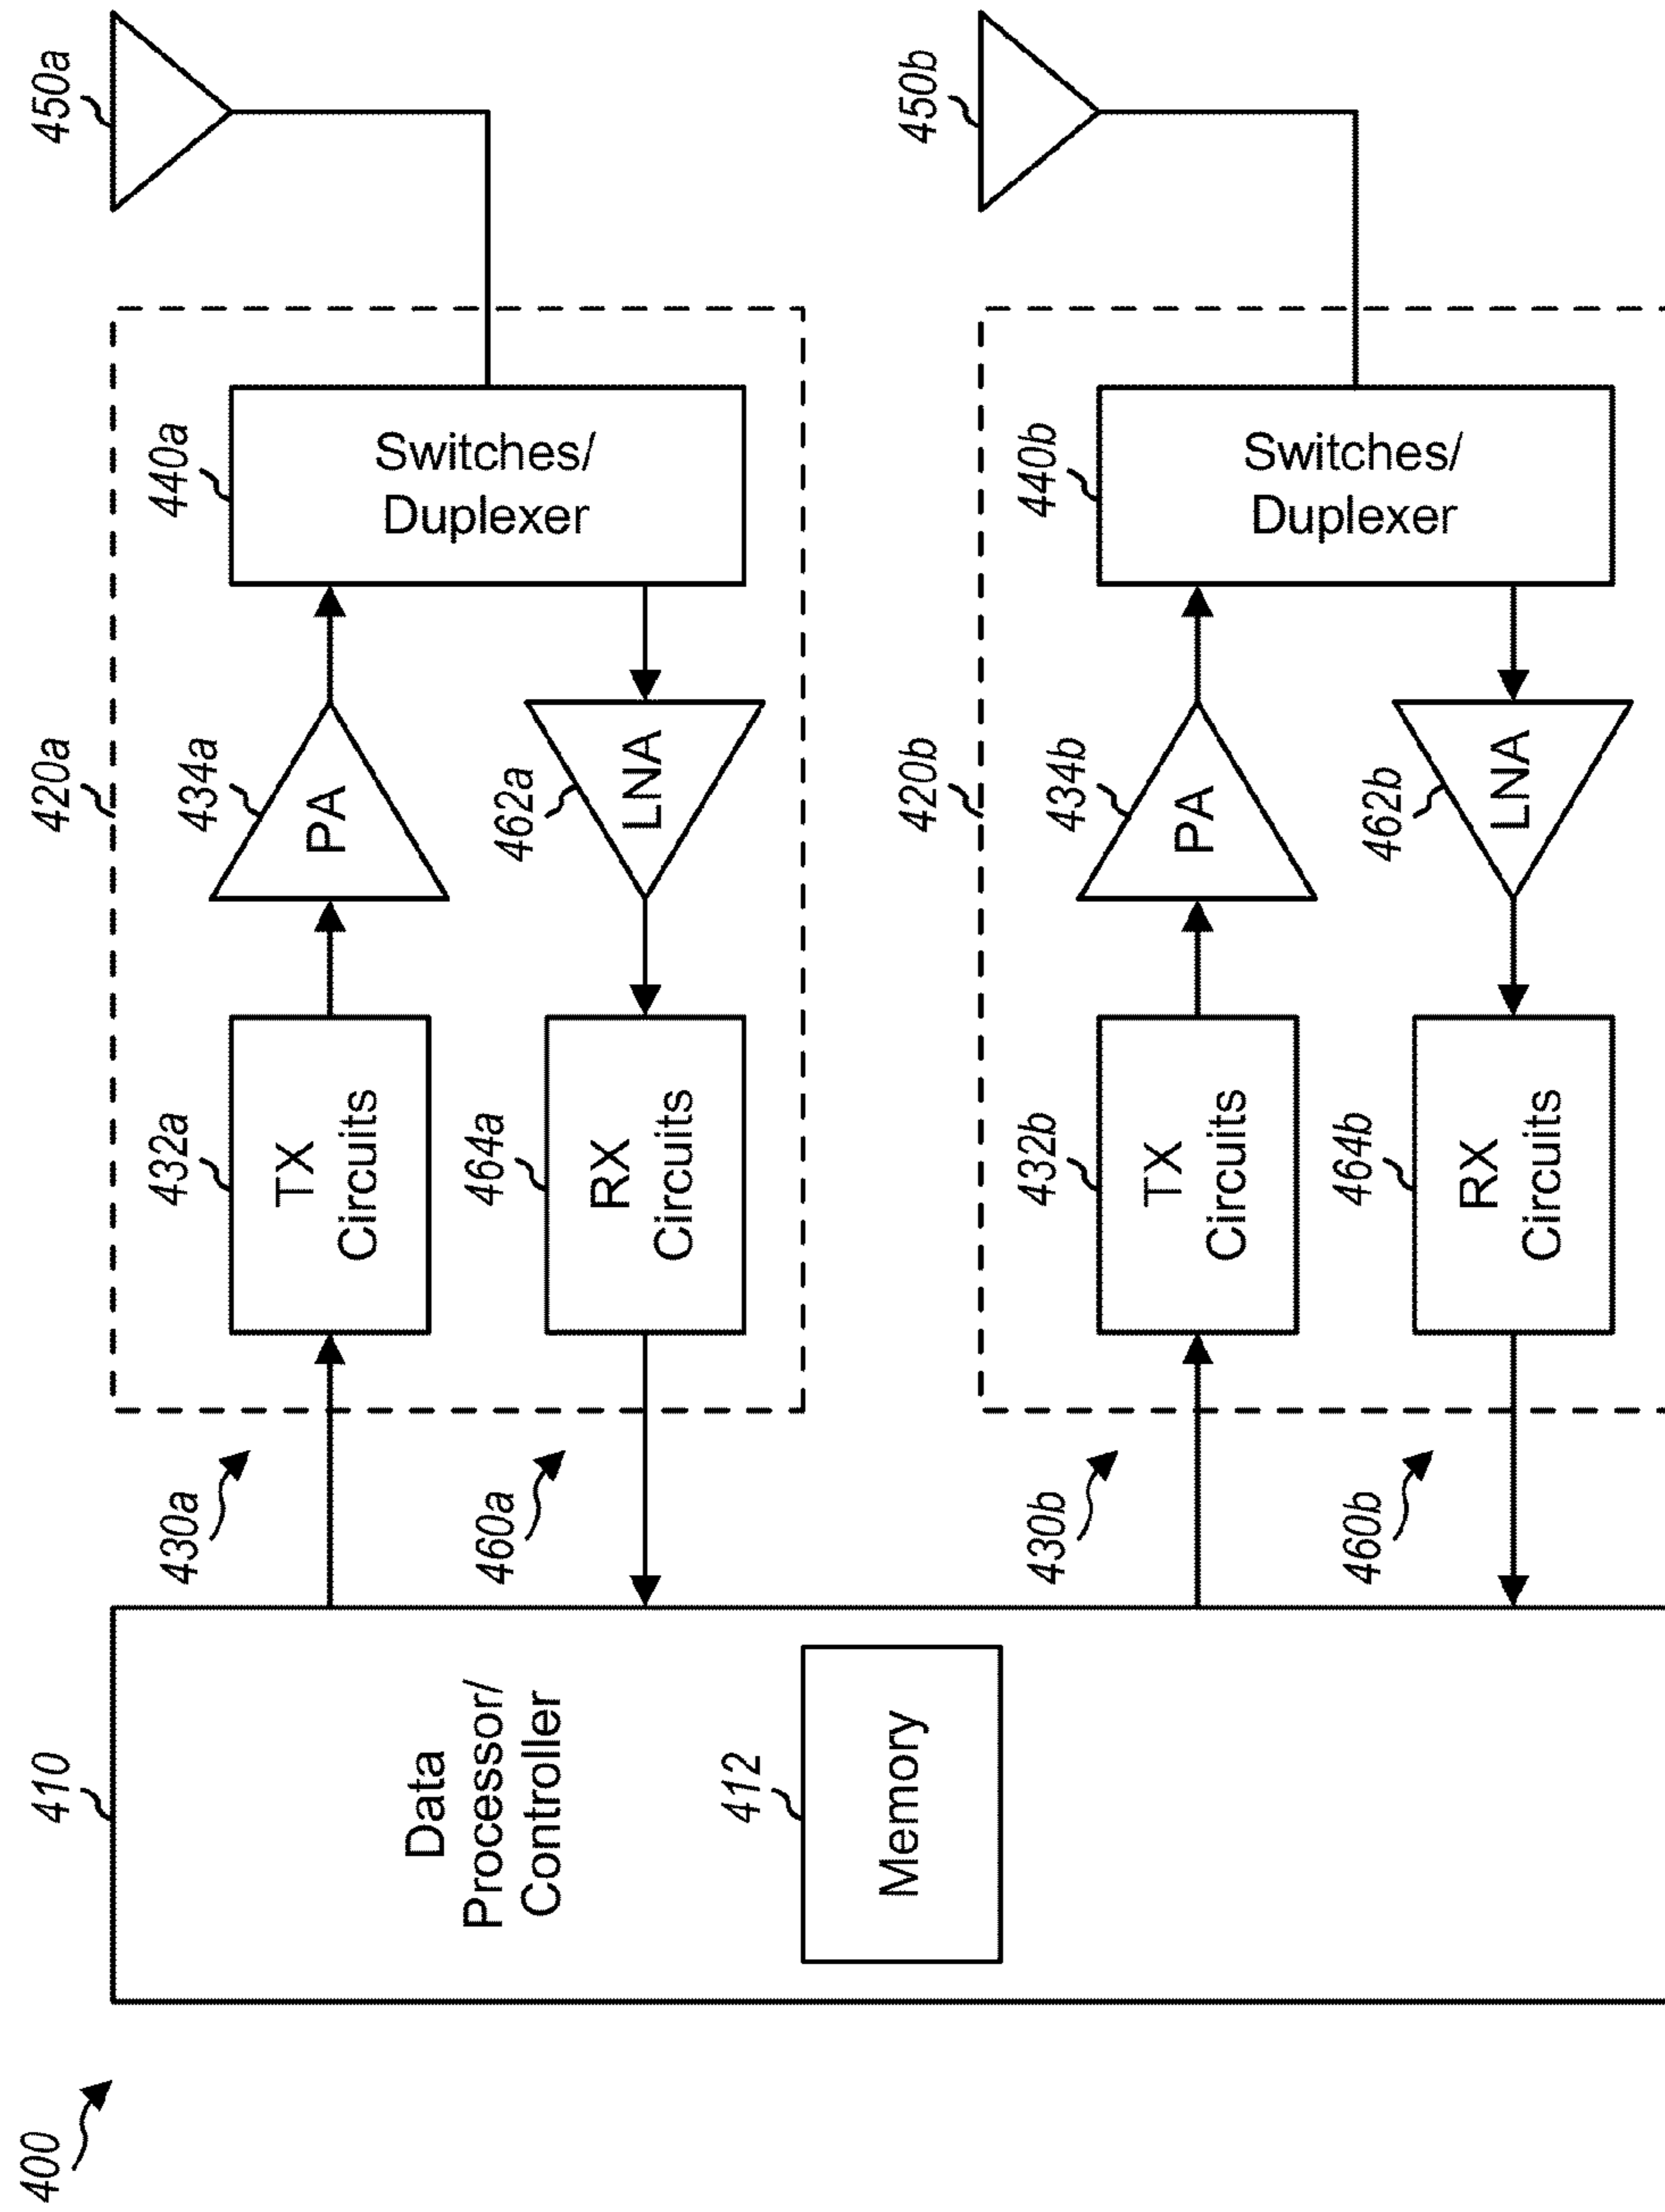 400
410
Data
Processor/
Controller
412
Memory
430a
460a
420a
432a
TX
Circuits
434a
PA
440a
Switches/
Duplexer
450a
464a
RX
Circuits
462a
LNA
430b
460b
420b
432b
TX
Circuits
434b
PA
440b
Switches/
Duplexer
450b
464b
RX
Circuits
462b
LNA